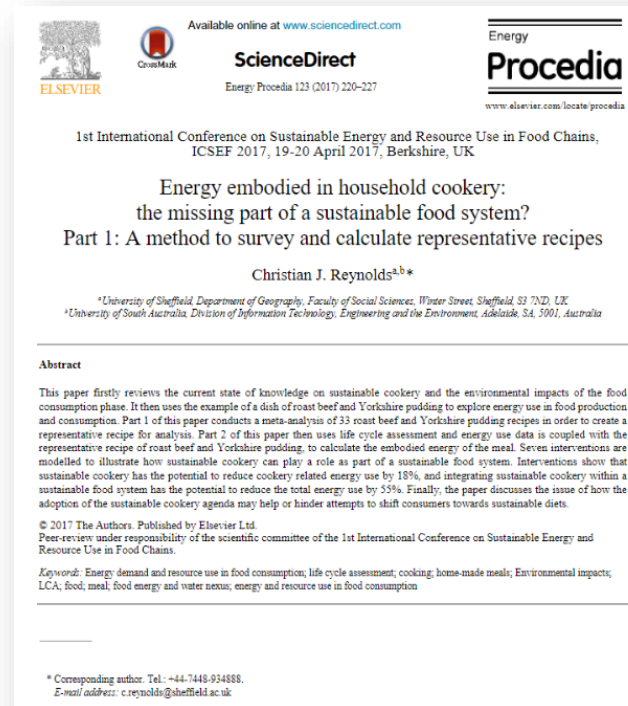 Available online at www.sciencedirect.com
CrossMark
ELSEVIER
ScienceDirect
Energy Procedia 123 (2017) 220–227
Energy
Procedia
www.elsevier.com/locate/procedia
1st International Conference on Sustainable Energy and Resource Use in Food Chains,
ICSEF 2017, 19-20 April 2017, Berkshire, UK
Energy embodied in household cookery:
the missing part of a sustainable food system?
Part 1: A method to survey and calculate representative recipes
Christian J. Reynoldsa,b*
aUniversity of Sheffield, Department of Geography, Faculty of Social Sciences, Winter Street, Sheffield, S3 7ND, UK
bUniversity of South Australia, Division of Information Technology, Engineering and the Environment, Adelaide, SA, 5001, Australia
Abstract
This paper firstly reviews the current state of knowledge on sustainable cookery and the environmental impacts of the food
consumption phase. It then uses the example of a dish of roast beef and Yorkshire pudding to explore energy use in food production
and consumption. Part 1 of this paper conducts a meta-analysis of 33 roast beef and Yorkshire pudding recipes in order to create a
representative recipe for analysis. Part 2 of this paper then uses life cycle assessment and energy use data is coupled with the
representative recipe of roast beef and Yorkshire pudding, to calculate the embodied energy of the meal. Seven interventions are
modelled to illustrate how sustainable cookery can play a role as part of a sustainable food system. Interventions show that
sustainable cookery has the potential to reduce cookery related energy use by 18%, and integrating sustainable cookery within a
sustainable food system has the potential to reduce the total energy use by 55%. Finally, the paper discusses the issue of how the
adoption of the sustainable cookery agenda may help or hinder attempts to shift consumers towards sustainable diets.
© 2017 The Authors. Published by Elsevier Ltd.
Peer-review under responsibility of the scientific committee of the 1st International Conference on Sustainable Energy and
Resource Use in Food Chains.
Keywords: Energy demand and resource use in food consumption; life cycle assessment; cooking; home-made meals; Environmental impacts;
LCA; food; meal; food energy and water nexus; energy and resource use in food consumption
* Corresponding author. Tel.: +44-7448-934888.
E-mail address: c.reynolds@sheffield.ac.uk